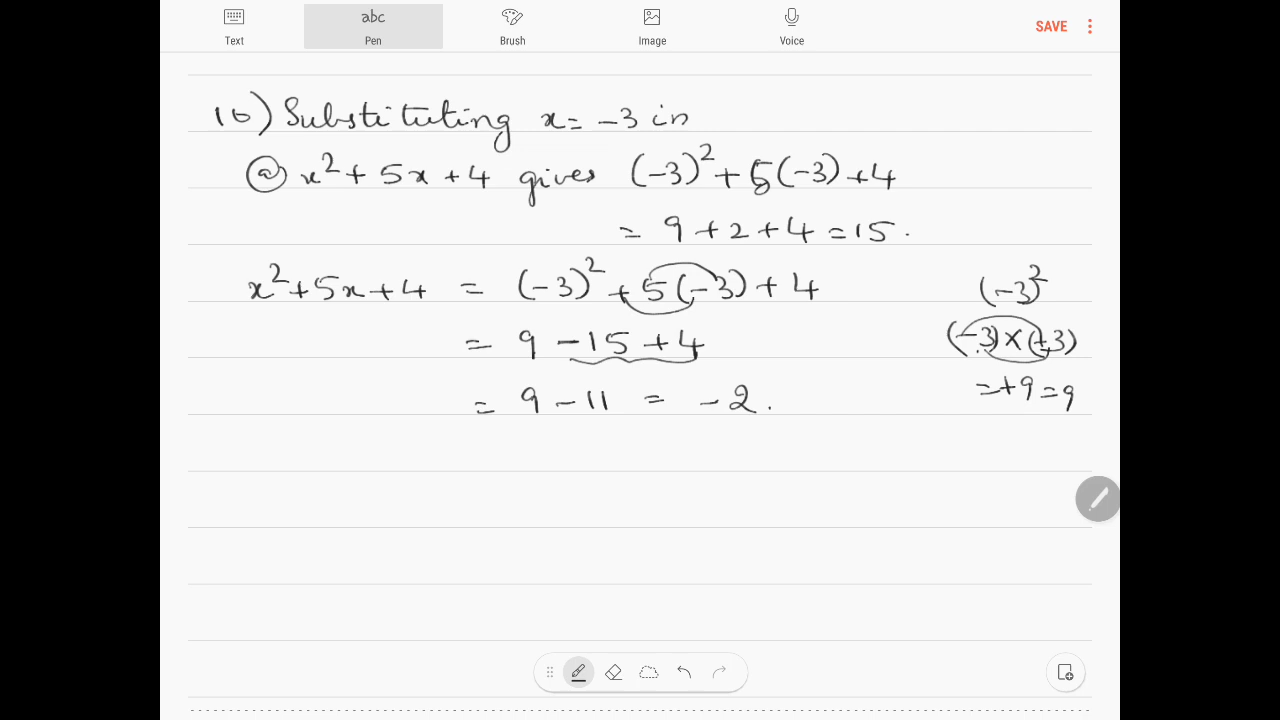 Text
abc
Pen
Brush
Image
Voice
SAVE
10) Substituting x = -3 in
(a) x² + 5x + 4 gives (-3)² + 5(-3) + 4
= 9 + 2 + 4 = 15.
x² + 5x + 4 = (-3)² + 5(-3) + 4
= 9 - 15 + 4
= 9 - 11 = -2.
(-3)²
(-3) × (-3)
= +9 = 9